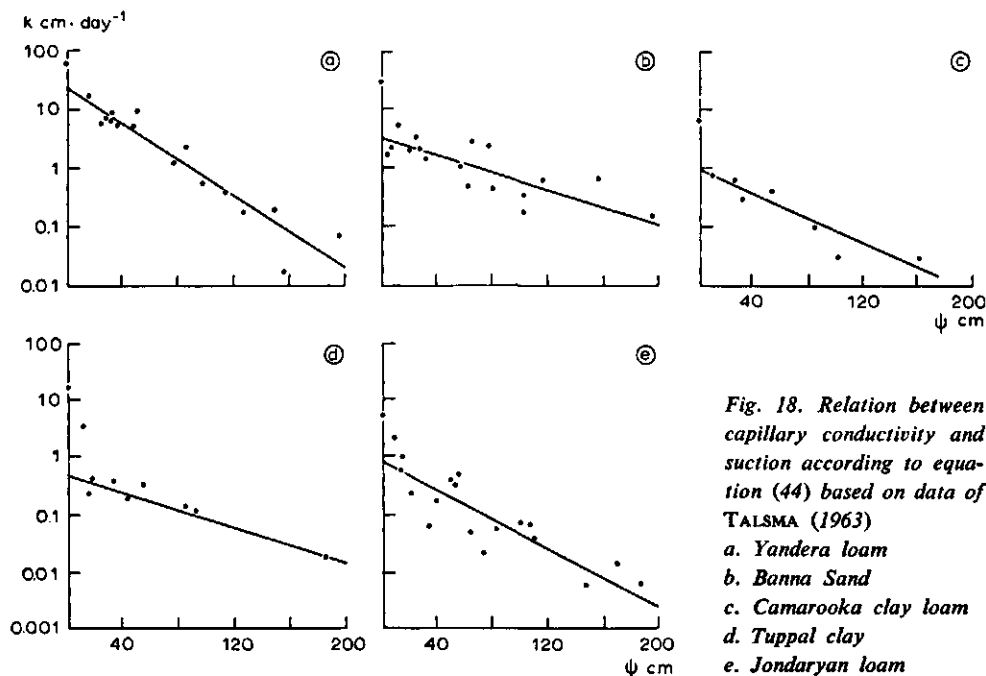 k cm·day⁻¹
100
10
1
0.1
0.01
ⓐ
ⓑ
ⓒ
40 120 200
ψ cm
100
10
1
0.1
0.01
0.001
ⓓ
ⓔ
40 120 200
40 120 200
ψ cm
Fig. 18. Relation between
capillary conductivity and
suction according to equa-
tion (44) based on data of
TALSMA (1963)
a. Yandera loam
b. Banna Sand
c. Camarooka clay loam
d. Tuppal clay
e. Jondaryan loam